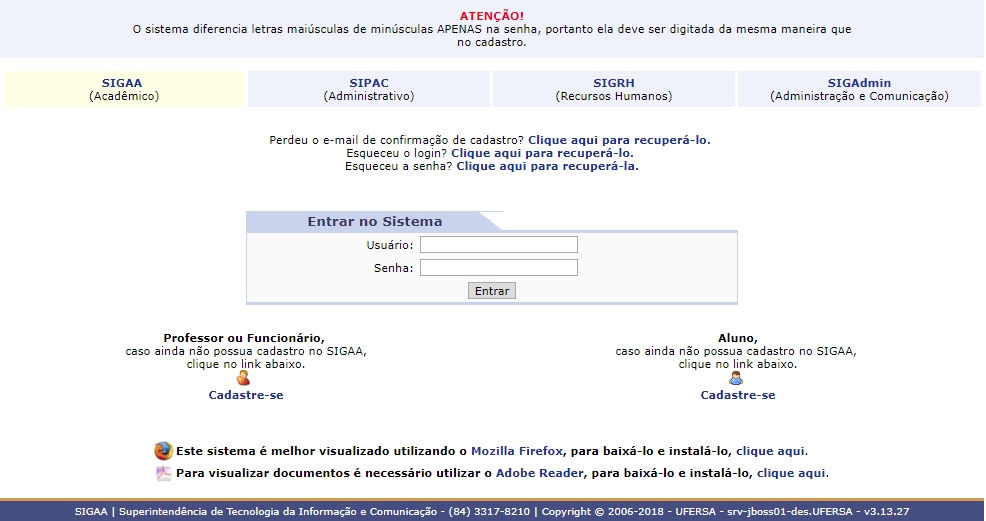 ATENÇÃO!
O sistema diferencia letras maiúsculas de minúsculas APENAS na senha, portanto ela deve ser digitada da mesma maneira que
no cadastro.
SIGAA
(Acadêmico)
SIPAC
(Administrativo)
SIGRH
(Recursos Humanos)
SIGAdmin
(Administração e Comunicação)
Perdeu o e-mail de confirmação de cadastro? Clique aqui para recuperá-lo.
Esqueceu o login? Clique aqui para recuperá-lo.
Esqueceu a senha? Clique aqui para recuperá-la.
Entrar no Sistema
Usuário:
Senha:
Entrar
Professor ou Funcionário,
caso ainda não possua cadastro no SIGAA,
clique no link abaixo.
Cadastre-se
Aluno,
caso ainda não possua cadastro no SIGAA,
clique no link abaixo.
Cadastre-se
Este sistema é melhor visualizado utilizando o Mozilla Firefox, para baixá-lo e instalá-lo, clique aqui.
Para visualizar documentos é necessário utilizar o Adobe Reader, para baixá-lo e instalá-lo, clique aqui.
SIGAA | Superintendência de Tecnologia da Informação e Comunicação - (84) 3317-8210 | Copyright © 2006-2018 - UFERSA - srv-jboss01-des.UFERSA - v3.13.27